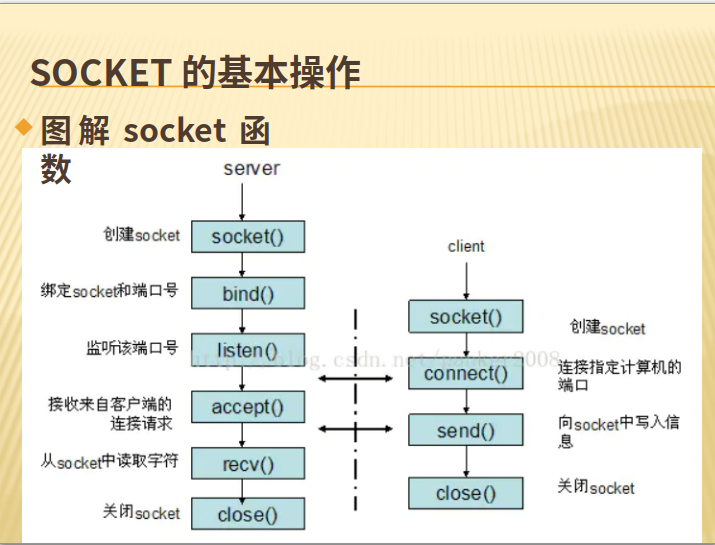 SOCKET 的基本操作
图解 socket 函
数
server
创建socket
socket()
绑定socket和端口号
bind()
监听该端口号
listen()
接收来自客户端的
连接请求
accept()
从socket中读取字符
recv()
关闭socket
close()
client
socket()
创建socket
connect()
连接指定计算机的
端口
send()
向socket中写入信
息
close()
关闭socket